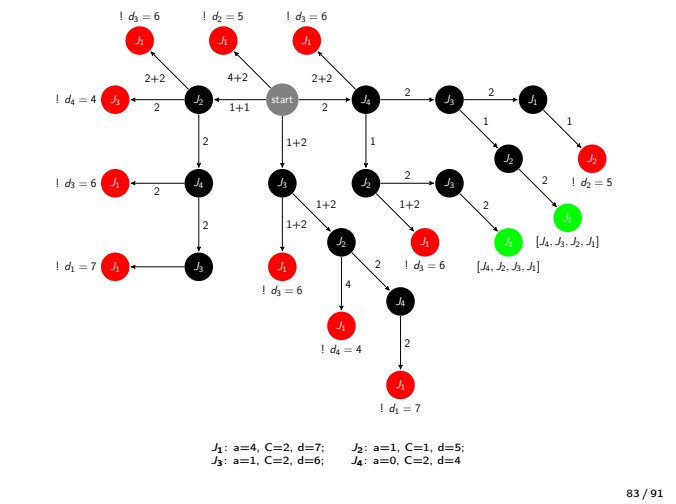 ! d₃ = 6
! d₂ = 5
! d₃ = 6
J₁
J₁
J₁
2+2
4+2
2+2
! d₄ = 4
J₃
2
J₂
1+1
start
2
J₄
2
J₃
2
J₁
2
1+2
1
1
1
J₂
J₂
! d₂ = 5
! d₃ = 6
J₁
2
J₄
J₃
J₂
2
J₃
2
2
1+2
1+2
1+2
2
J₁
[J₄, J₃, J₂, J₁]
J₂
J₁
! d₃ = 6
J₁
[J₄, J₂, J₃, J₁]
! d₁ = 7
J₁
J₃
J₁
! d₃ = 6
2
4
J₄
J₁
! d₄ = 4
2
J₁
! d₁ = 7
J₁: a=4, C=2, d=7; J₂: a=1, C=1, d=5;
J₃: a=1, C=2, d=6; J₄: a=0, C=2, d=4
83 / 91